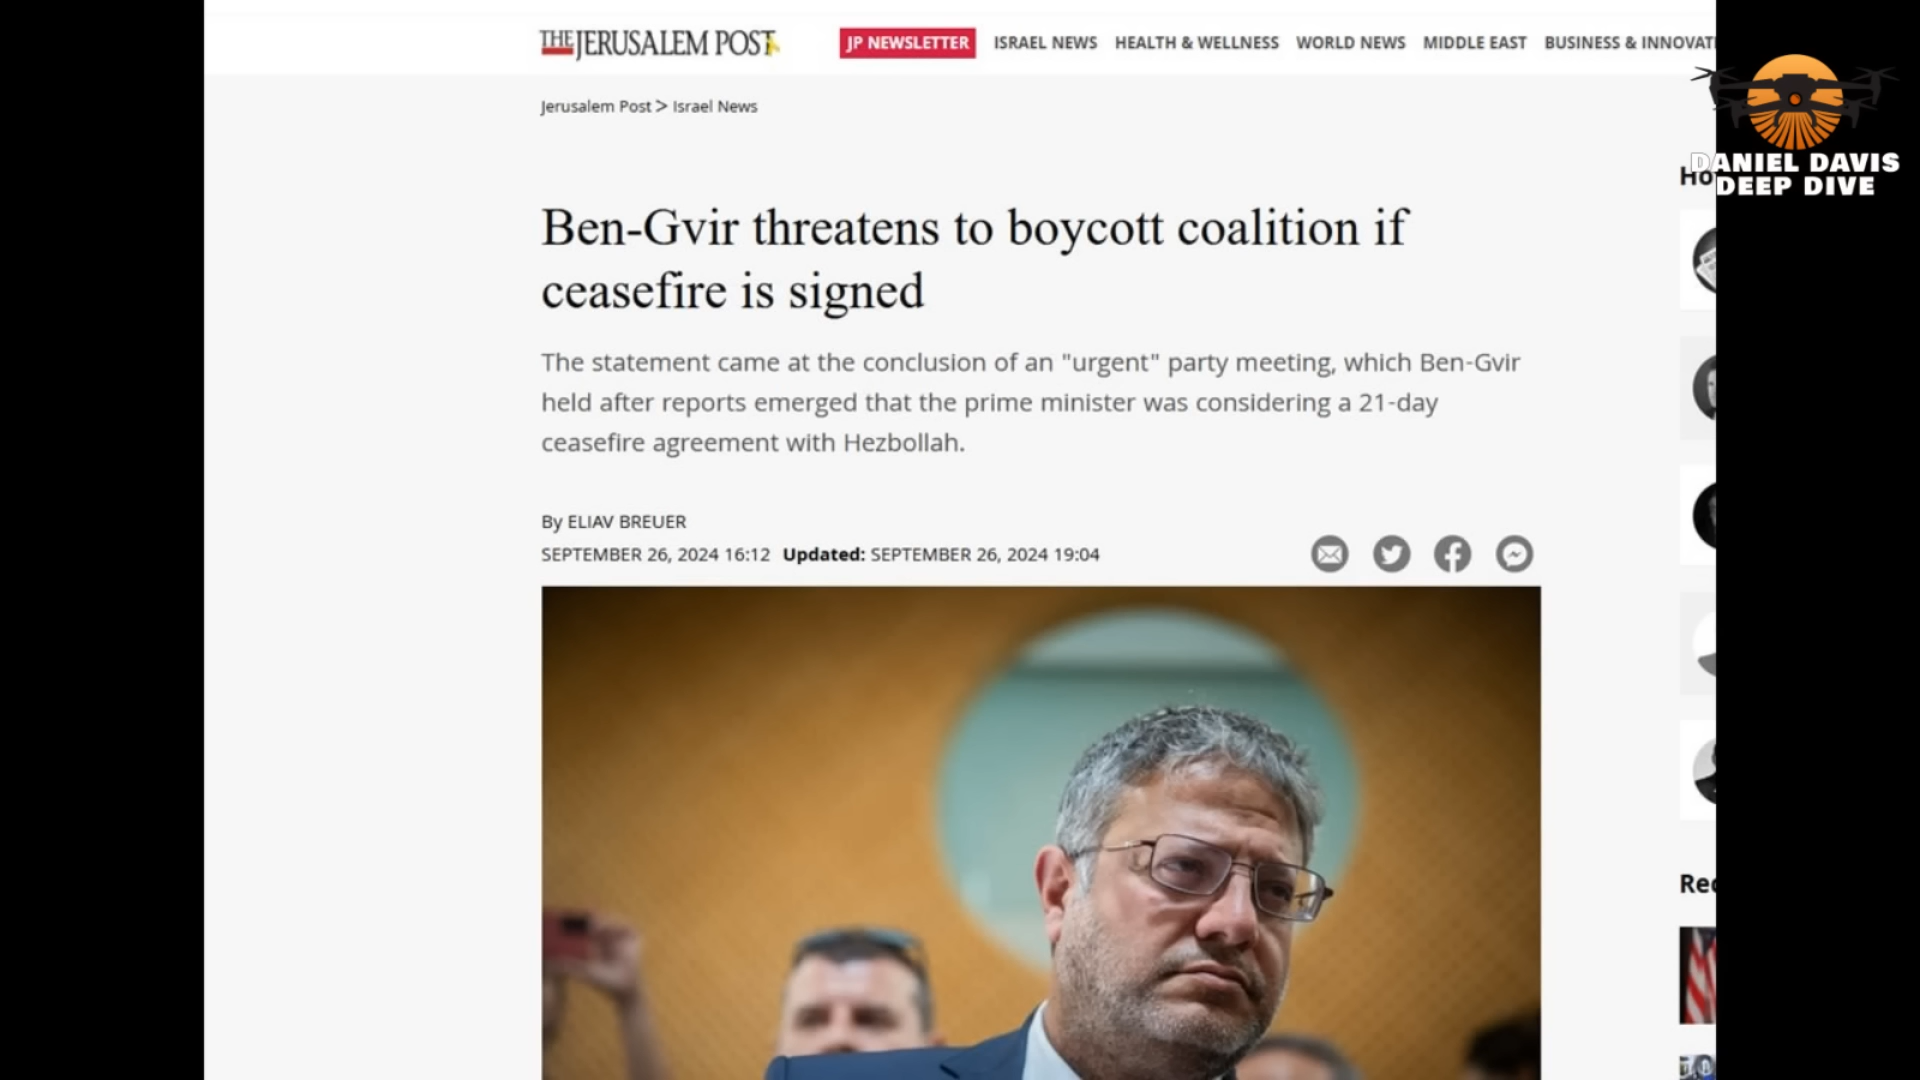 THE JERUSALEM POST
JP NEWSLETTER ISRAEL NEWS HEALTH & WELLNESS WORLD NEWS MIDDLE EAST BUSINESS & INNOVATI
Jerusalem Post > Israel News
DANIEL DAVIS
DEEP DIVE
Ho
Ben-Gvir threatens to boycott coalition if
ceasefire is signed
The statement came at the conclusion of an "urgent" party meeting, which Ben-Gvir
held after reports emerged that the prime minister was considering a 21-day
ceasefire agreement with Hezbollah.
By ELIAV BREUER
SEPTEMBER 26, 2024 16:12 Updated: SEPTEMBER 26, 2024 19:04
Rec